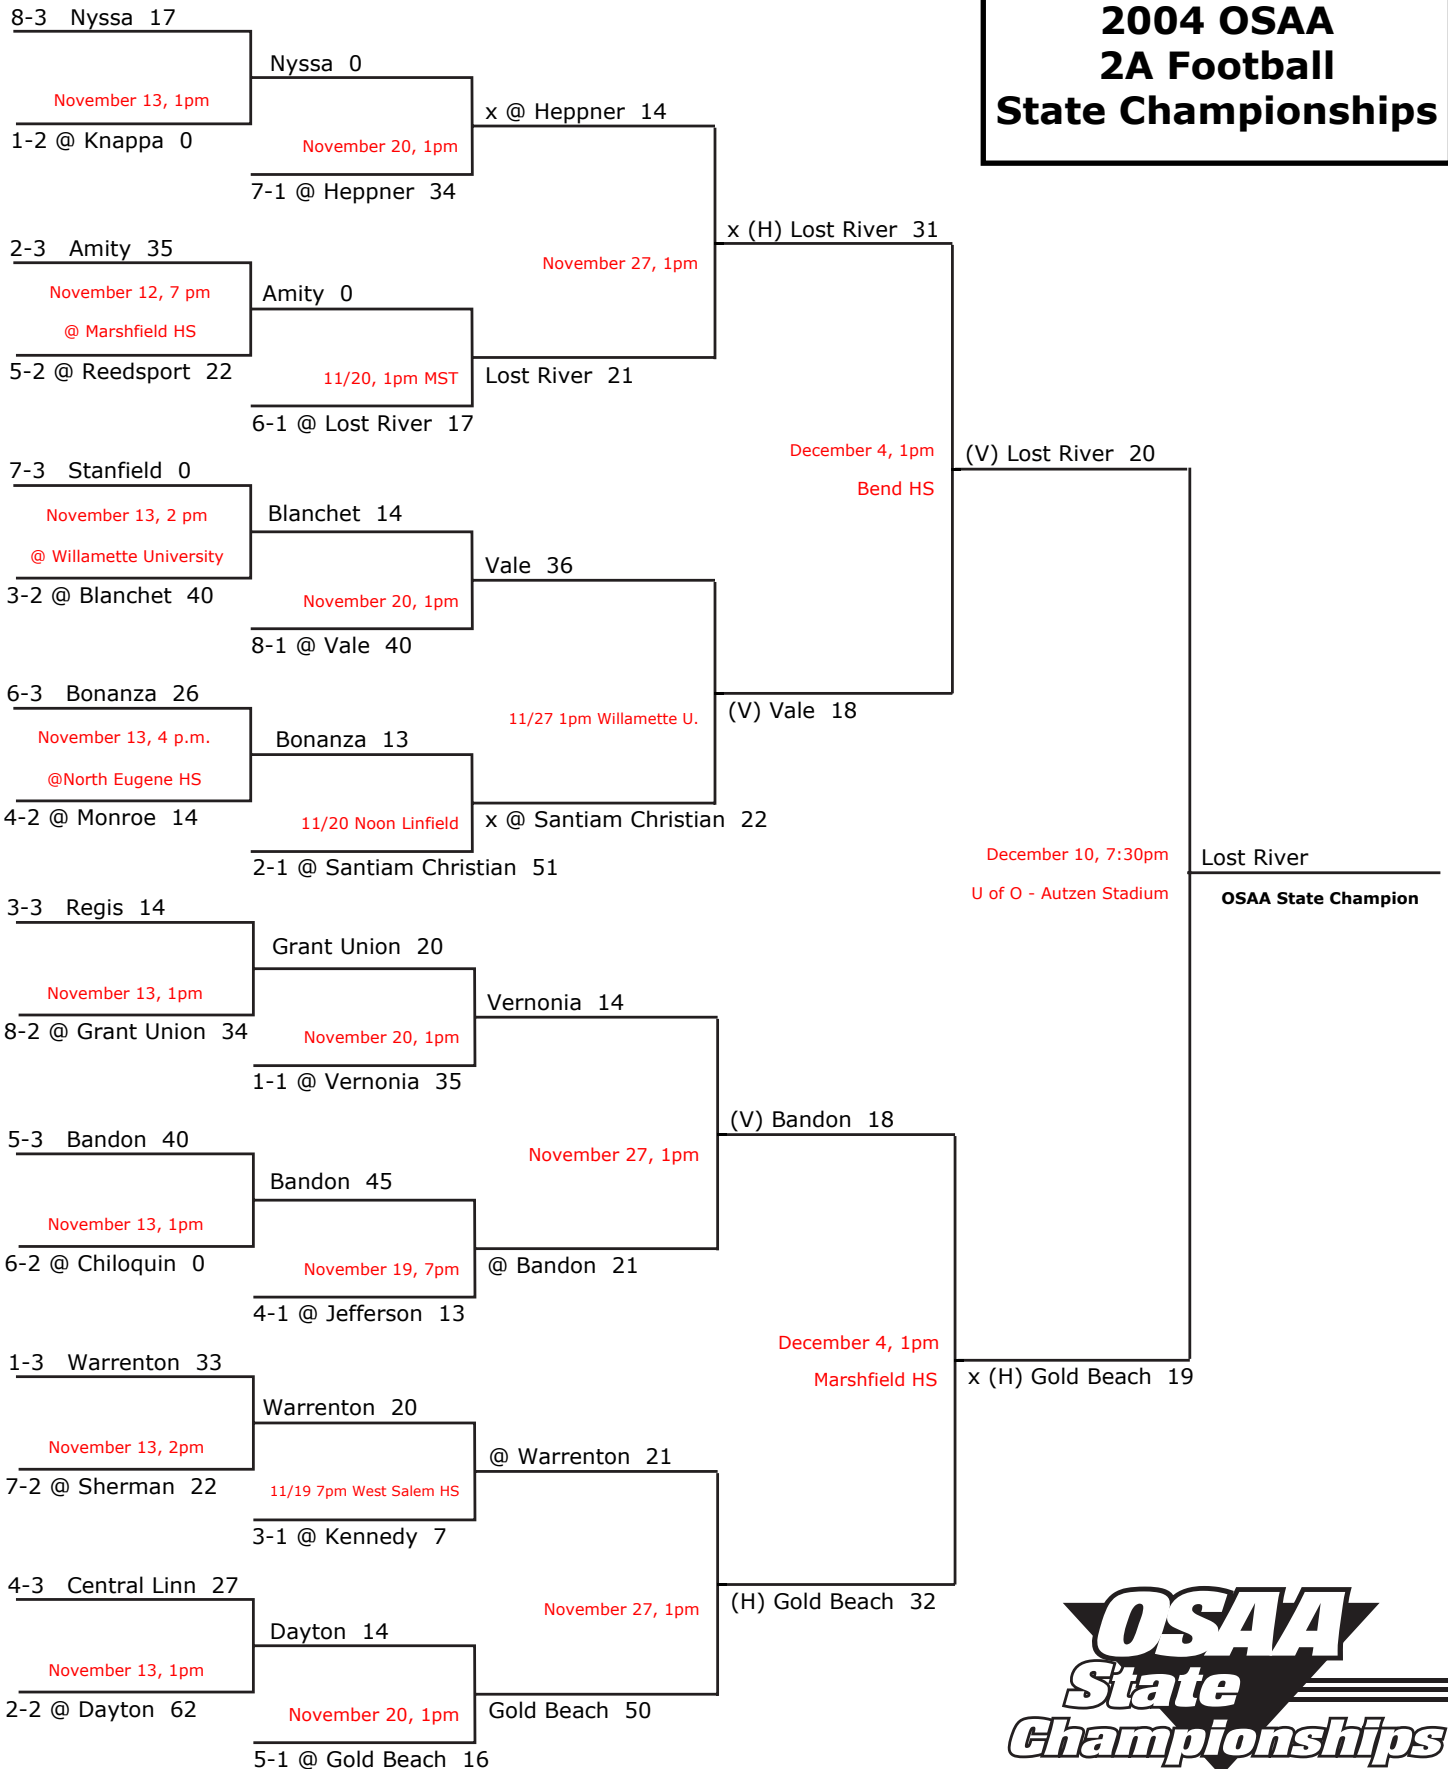 2004 OSAA
2A Football
State Championships
8-3 Nyssa 17
November 13, 1pm
1-2 @ Knappa 0
Nyssa 0
November 20, 1pm
7-1 @ Heppner 34
x @ Heppner 14
2-3 Amity 35
November 12, 7 pm
@ Marshfield HS
5-2 @ Reedsport 22
Amity 0
11/20, 1pm MST
6-1 @ Lost River 17
Lost River 21
November 27, 1pm
x (H) Lost River 31
7-3 Stanfield 0
November 13, 2 pm
@ Willamette University
3-2 @ Blanchet 40
Blanchet 14
November 20, 1pm
8-1 @ Vale 40
Vale 36
6-3 Bonanza 26
November 13, 4 p.m.
@North Eugene HS
4-2 @ Monroe 14
Bonanza 13
11/20 Noon Linfield
2-1 @ Santiam Christian 51
x @ Santiam Christian 22
11/27 1pm Willamette U.
(V) Vale 18
December 4, 1pm
Bend HS
(V) Lost River 20
3-3 Regis 14
November 13, 1pm
8-2 @ Grant Union 34
Grant Union 20
November 20, 1pm
1-1 @ Vernonia 35
Vernonia 14
5-3 Bandon 40
November 13, 1pm
6-2 @ Chiloquin 0
Bandon 45
November 19, 7pm
4-1 @ Jefferson 13
@ Bandon 21
November 27, 1pm
(V) Bandon 18
1-3 Warrenton 33
November 13, 2pm
7-2 @ Sherman 22
Warrenton 20
11/19 7pm West Salem HS
3-1 @ Kennedy 7
@ Warrenton 21
4-3 Central Linn 27
November 13, 1pm
2-2 @ Dayton 62
Dayton 14
November 20, 1pm
5-1 @ Gold Beach 16
Gold Beach 50
November 27, 1pm
(H) Gold Beach 32
December 4, 1pm
Marshfield HS
x (H) Gold Beach 19
December 10, 7:30pm
U of O - Autzen Stadium
Lost River
OSAA State Champion
OSAA
State
Championships